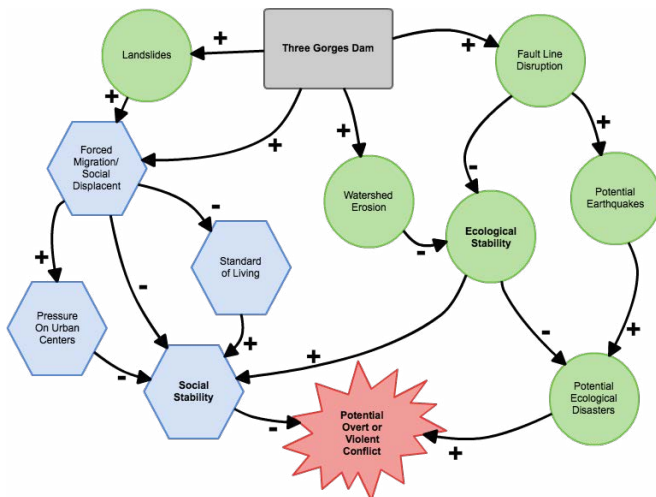 Landslides
+
Three Gorges Dam
+
Fault Line
Disruption
+
Forced
Migration/
Social
Displacent
+
+
+
-
-
Watershed
Erosion
Potential
Earthquakes
Ecological
Stability
-
Standard
of Living
+
-
Pressure
On Urban
Centers
-
+
+
-
+
-
Social
Stability
Potential
Overt or
Violent
Conflict
-
Potential
Ecological
Disasters
+